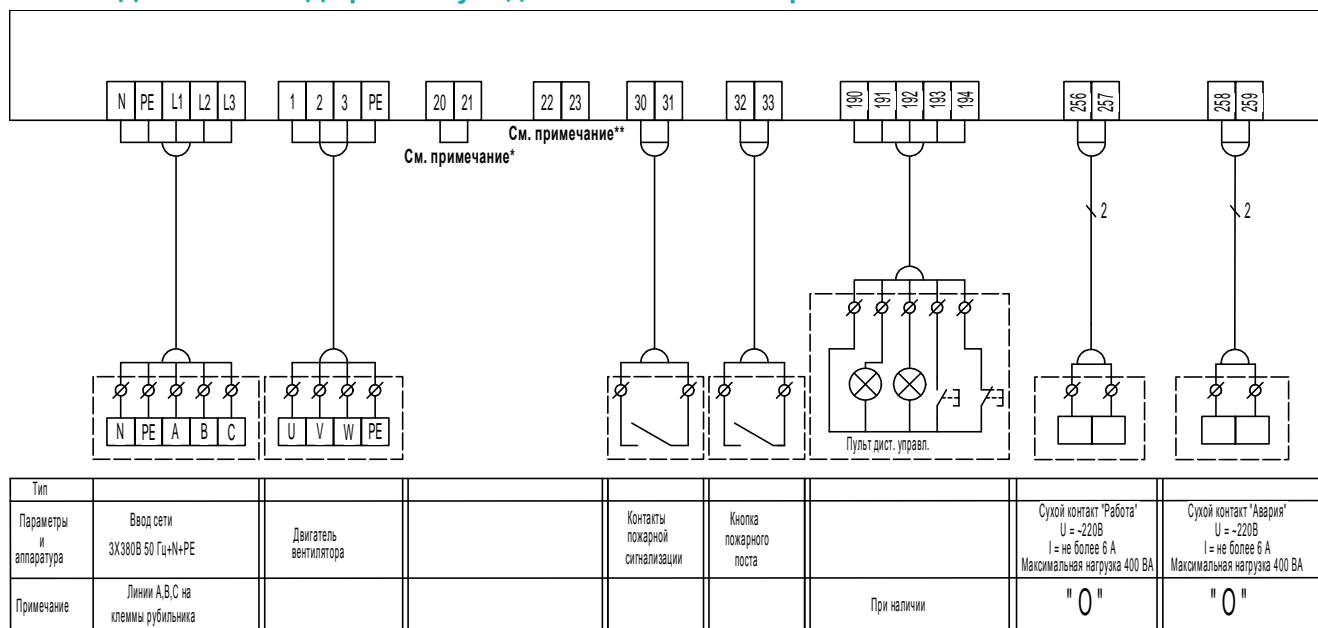 N PE L1 L2 L3 1 2 3 PE 20 21 22 23 30 31 32 33 190 191 192 193 194 256 257 258 259
См. примечание**
См. примечание*
2 2
Пульт дист. управл.
N PE A B C U V W PE
Тип
Параметры
и
аппаратура
Ввод сети
3X380В 50 Гц+N+PE
Двигатель
вентилятора
Контакты
пожарной
сигнализации
Кнопка
пожарного
поста
Сухой контакт "Работа"
U = ~220В
I = не более 6 А
Максимальная нагрузка 400 ВА
Сухой контакт "Авария"
U = ~220В
I = не более 6 А
Максимальная нагрузка 400 ВА
Примечание
Линии A,B,C на
клеммы рубильника
При наличии
"O"
"O"